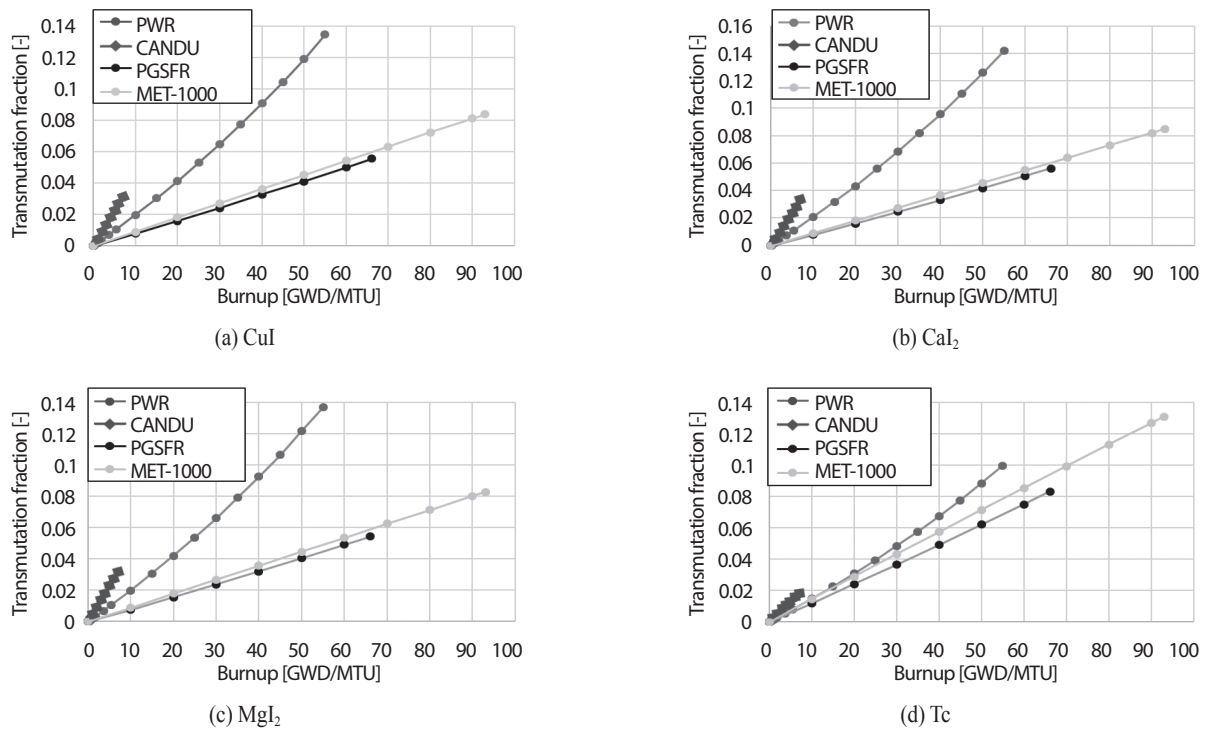 Transmutation fraction [-]
0.14
0.12
0.1
0.08
0.06
0.04
0.02
0
PWR
CANDU
PGSFR
MET-1000
0 10 20 30 40 50 60 70 80 90 100
Burnup [GWD/MTU]
(a) CuI
Transmutation fraction [-]
0.16
0.14
0.12
0.10
0.08
0.06
0.04
0.02
0
PWR
CANDU
PGSFR
MET-1000
0 10 20 30 40 50 60 70 80 90 100
Burnup [GWD/MTU]
(b) CaI₂
Transmutation fraction [-]
0.14
0.12
0.1
0.08
0.06
0.04
0.02
0
PWR
CANDU
PGSFR
MET-1000
0 10 20 30 40 50 60 70 80 90 100
Burnup [GWD/MTU]
(c) MgI₂
Transmutation fraction [-]
0.14
0.12
0.1
0.08
0.06
0.04
0.02
0
PWR
CANDU
PGSFR
MET-1000
0 10 20 30 40 50 60 70 80 90 100
Burnup [GWD/MTU]
(d) Tc